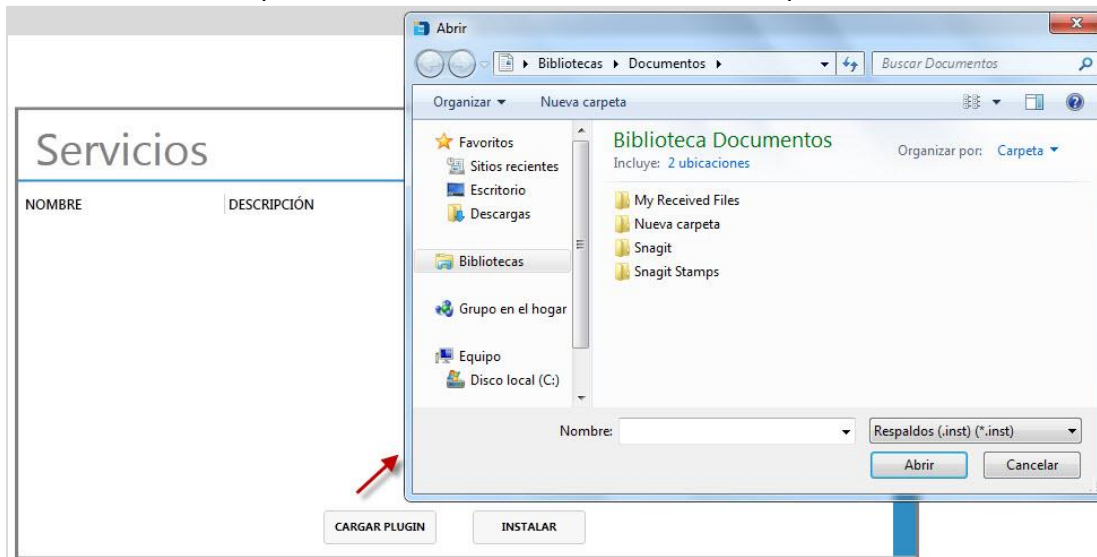 Abrir
Bibliotecas ▸ Documentos ▸
Buscar Documentos
Organizar
Nueva carpeta
Servicios
NOMBRE
DESCRIPCIÓN
Favoritos
Sitios recientes
Escritorio
Descargas
Bibliotecas
Grupo en el hogar
Equipo
Disco local (C:)
Biblioteca Documentos
Incluye: 2 ubicaciones
Organizar por: Carpeta
My Received Files
Nueva carpeta
Snagit
Snagit Stamps
Nombre:
Respaldos (.inst) (*.inst)
Abrir
Cancelar
CARGAR PLUGIN
INSTALAR